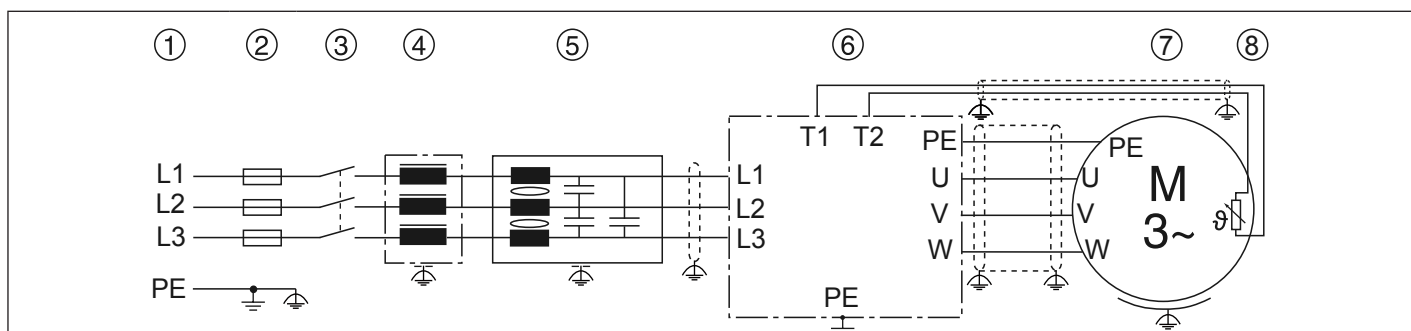 ① ② ③ ④ ⑤ ⑥ ⑦ ⑧
T1 T2
PE PE
L1 L1 U U M
L2 L2 V V 3~ ϑ
L3 L3 W W
PE PE